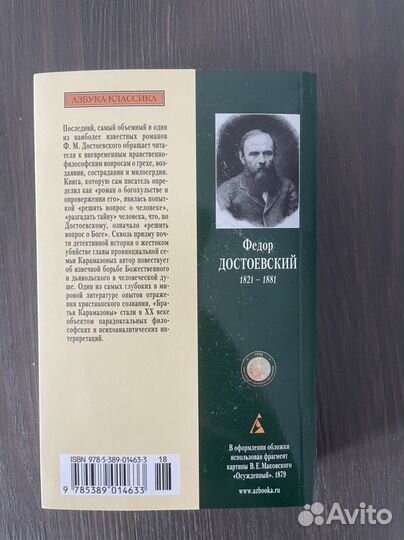 АЗБУКА-КЛАССИКА
Последний, самый объемный и один
из наиболее известных романов
Ф. М. Достоевского обращает чита-
теля к вневременным нравственно-
философским вопросам о грехе, воз-
даянии, сострадании и милосердии.
Книга, которую сам писатель опре-
делил как «роман о богохульстве и
опровержении его», явилась попыт-
кой «решить вопрос о человеке»,
«разгадать тайну» человека, что, по
Достоевскому, означало «решить
вопрос о Боге». Сквозь призму почти
детективной истории о жестоком
убийстве главы провинциальной се-
мьи Карамазовых автор повествует
об извечной борьбе Божественного
и дьявольского в человеческой душе.
Один из самых глубоких в ми-
ровой литературе опытов отраже-
ния христианского сознания, «Бра-
тья Карамазовы» стали в XX веке
объектом парадоксальных фило-
софских и психоаналитических ин-
терпретаций.
Федор
ДОСТОЕВСКИЙ
1821 – 1881
ISBN 978-5-389-01463-3
18
9 785389 014633
В оформлении обложки
использован фрагмент
картины В.Е.Маковского
«Осужденный». 1879
www.azbooka.ru
Avito